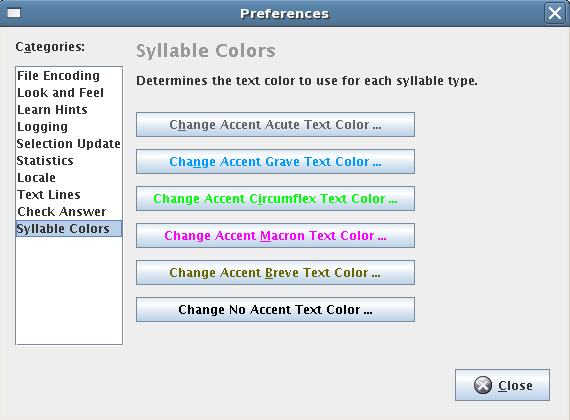 Preferences
Categories:
Syllable Colors
Determines the text color to use for each syllable type.
File Encoding
Look and Feel
Learn Hints
Logging
Selection Update
Statistics
Locale
Text Lines
Check Answer
Syllable Colors
Change Accent Acute Text Color ...
Change Accent Grave Text Color ...
Change Accent Circumflex Text Color ...
Change Accent Macron Text Color ...
Change Accent Breve Text Color ...
Change No Accent Text Color ...
Close